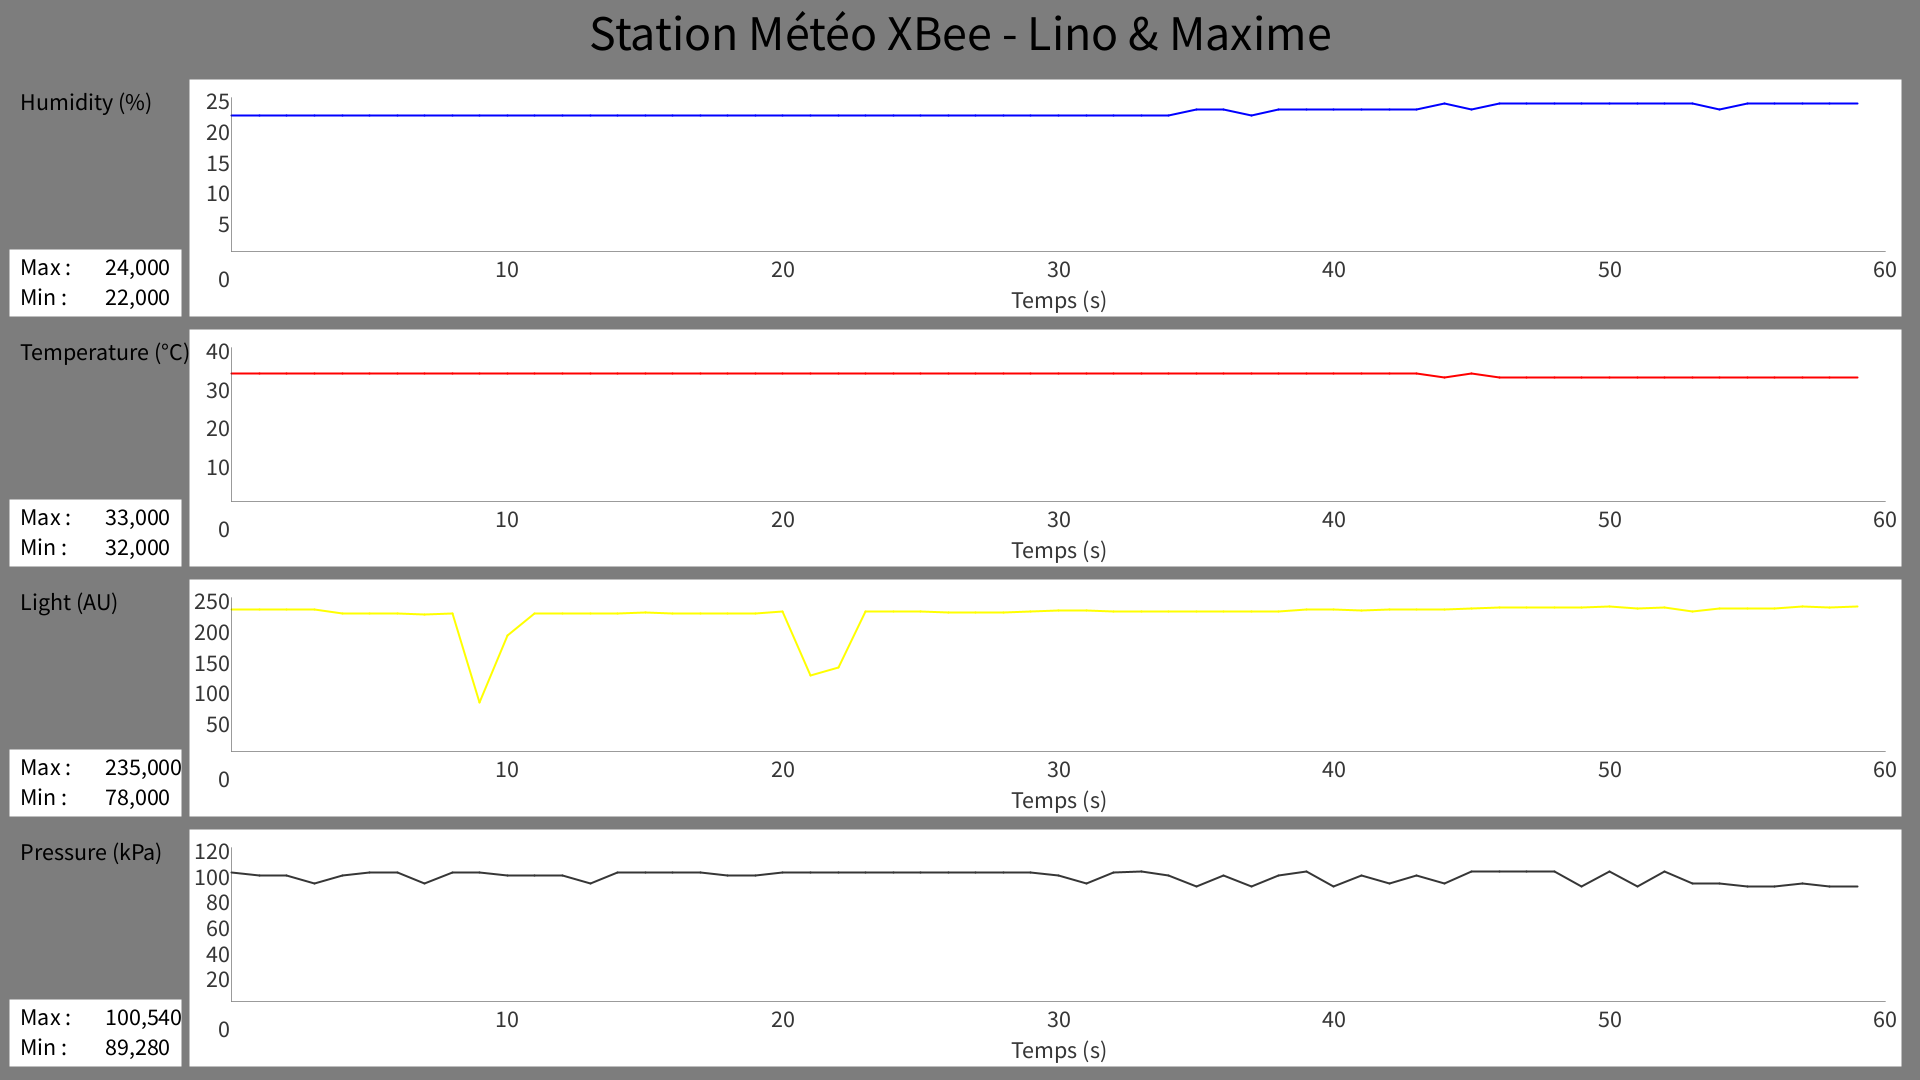 Station Météo XBee - Lino & Maxime
Humidity (%)
25
20
15
10
5
0
10 20 30 40 50 60
Temps (s)
Max : 24,000
Min : 22,000
Temperature (°C)
40
30
20
10
0
10 20 30 40 50 60
Temps (s)
Max : 33,000
Min : 32,000
Light (AU)
250
200
150
100
50
0
10 20 30 40 50 60
Temps (s)
Max : 235,000
Min : 78,000
Pressure (kPa)
120
100
80
60
40
20
0
10 20 30 40 50 60
Temps (s)
Max : 100,540
Min : 89,280